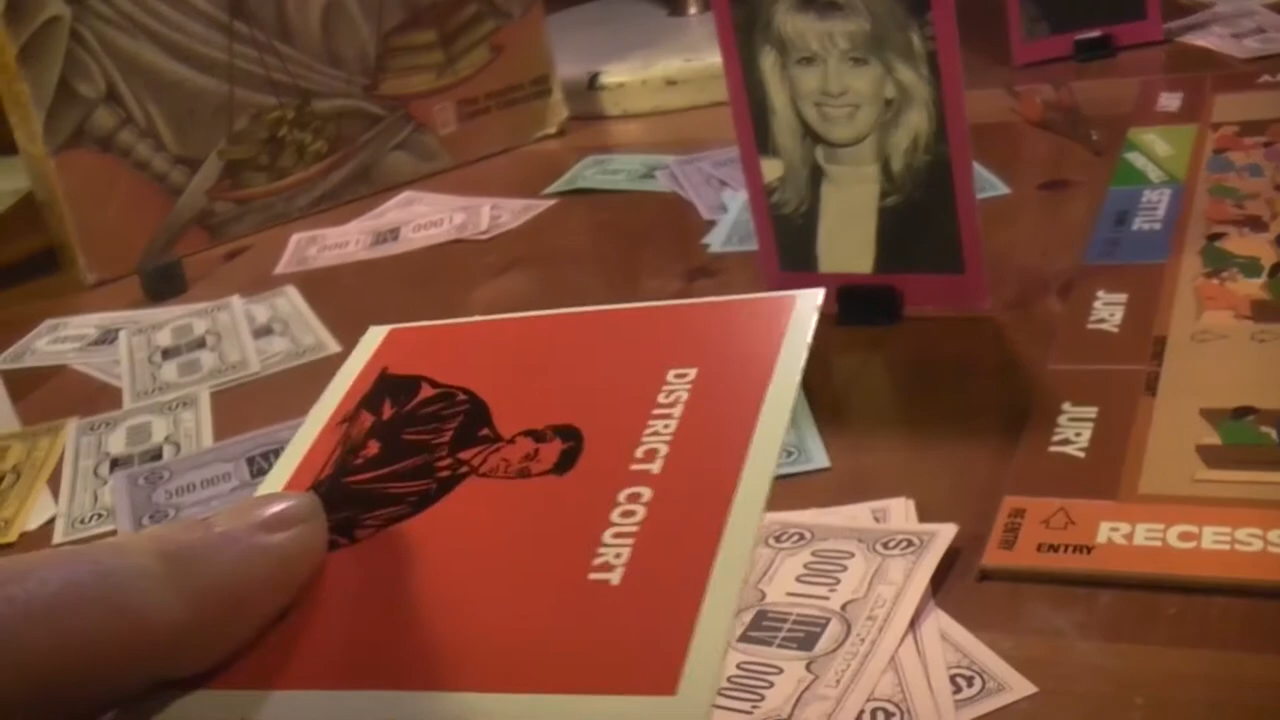 1,000
1,000
SETTLE
JURY
JURY
DISTRICT COURT
500,000
RE-ENTRY
ENTRY
RECESS
1,000
1,000